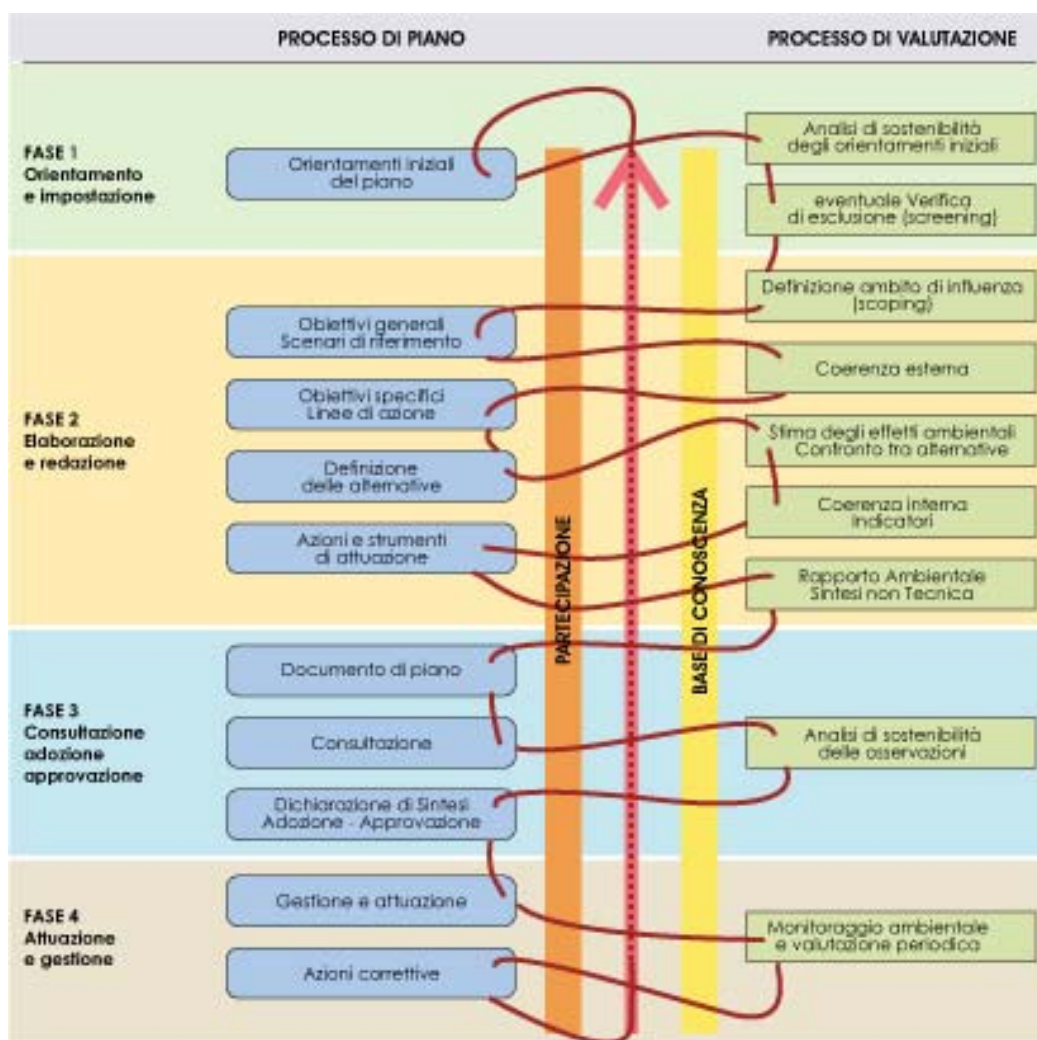 PROCESSO DI PIANO
PROCESSO DI VALUTAZIONE
FASE 1
Orientamento
e impostazione
Orientamenti iniziali
del piano
Analisi di sostenibilità
degli orientamenti iniziali
eventuale Verifica
di esclusione (screening)
FASE 2
Elaborazione
e redazione
Definizione ambito di influenza
(scoping)
Obiettivi generali
Scenari di riferimento
Coerenza esterna
Obiettivi specifici
Linee di azione
Stima degli effetti ambientali
Confronto tra alternative
Definizione
delle alternative
Coerenza interna
Indicatori
Azioni e strumenti
di attuazione
Rapporto Ambientale
Sintesi non Tecnica
PARTECIPAZIONE
BASE DI CONOSCENZA
FASE 3
Consultazione
adozione
approvazione
Documento di piano
Consultazione
Analisi di sostenibilità
delle osservazioni
Dichiarazione di Sintesi
Adozione - Approvazione
FASE 4
Attuazione
e gestione
Gestione e attuazione
Monitoraggio ambientale
e valutazione periodica
Azioni correttive